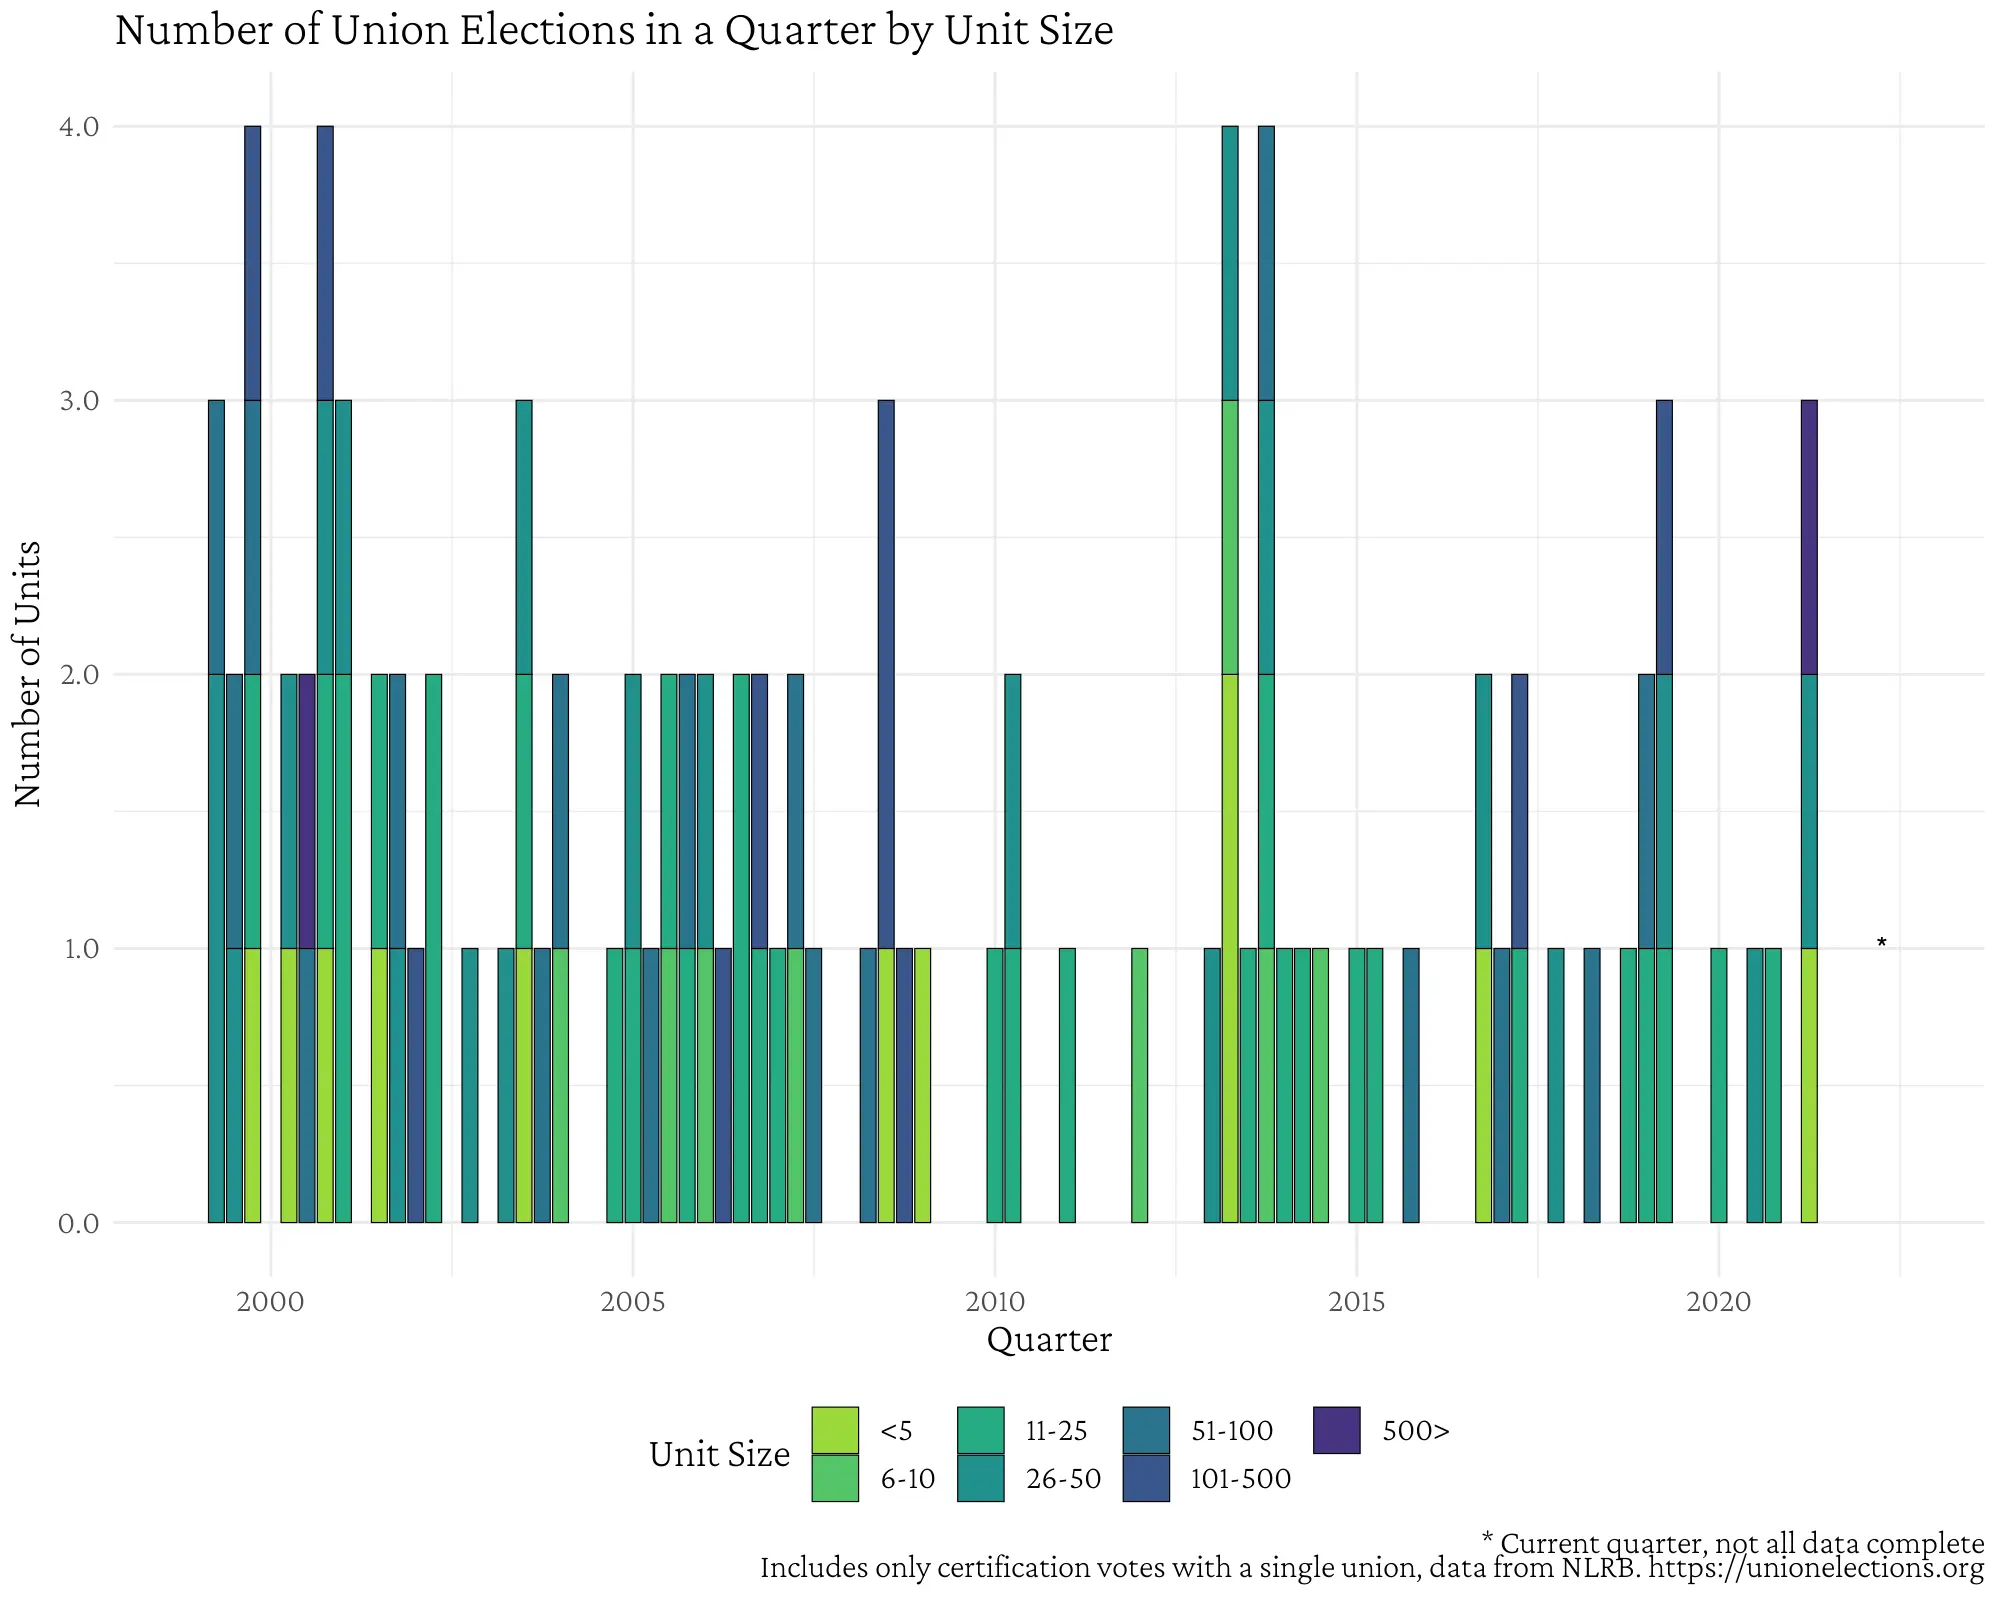 Number of Union Elections in a Quarter by Unit Size
Number of Units
4.0
3.0
2.0
1.0
0.0
*
2000 2005 2010 2015 2020
Quarter
Unit Size
<5 11-25 51-100 500>
6-10 26-50 101-500
* Current quarter, not all data complete
Includes only certification votes with a single union, data from NLRB. https://unionelections.org